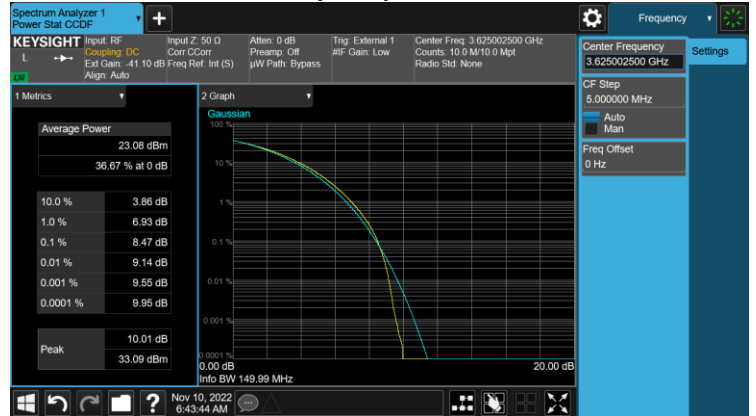 Spectrum Analyzer 1
Power Stat CCDF
Frequency
KEYSIGHT
L
LXI
Input: RF
Coupling: DC
Ext Gain: -41.10 dB
Align: Auto
Input Z: 50 Ω
Corr CCorr
Freq Ref: Int (S)
Atten: 0 dB
Preamp: Off
µW Path: Bypass
Trig: External 1
#IF Gain: Low
Center Freq: 3.625002500 GHz
Counts: 10.0 M/10.0 Mpt
Radio Std: None
Center Frequency
3.625002500 GHz
Settings
CF Step
5.000000 MHz
Auto
Man
Freq Offset
0 Hz
1 Metrics
Average Power
23.08 dBm
36.67 % at 0 dB
10.0 % 3.86 dB
1.0 % 6.93 dB
0.1 % 8.47 dB
0.01 % 9.14 dB
0.001 % 9.55 dB
0.0001 % 9.95 dB
Peak
10.01 dB
33.09 dBm
2 Graph
Gaussian
100 %
10 %
1 %
0.1 %
0.01 %
0.001 %
0.0001 %
0.00 dB 20.00 dB
Info BW 149.99 MHz
?
Nov 10, 2022
6:43:44 AM